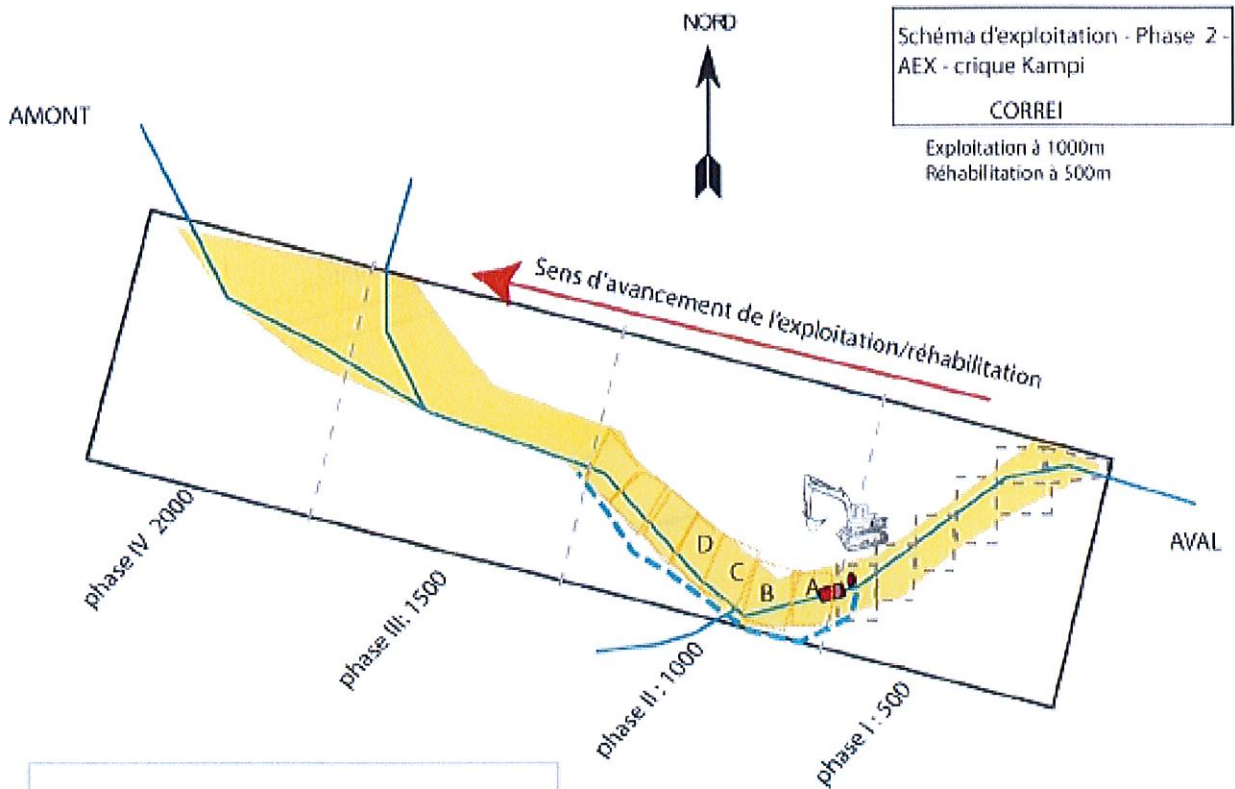 NORD
Schéma d'exploitation - Phase 2 -
AEX - crique Kampi
CORREI
Exploitation à 1000m
Réhabilitation à 500m
AMONT
Sens d'avancement de l'exploitation/réhabilitation
AVAL
D
C
B
A
phase IV 2000
phase III: 1500
phase II : 1000
phase I : 500